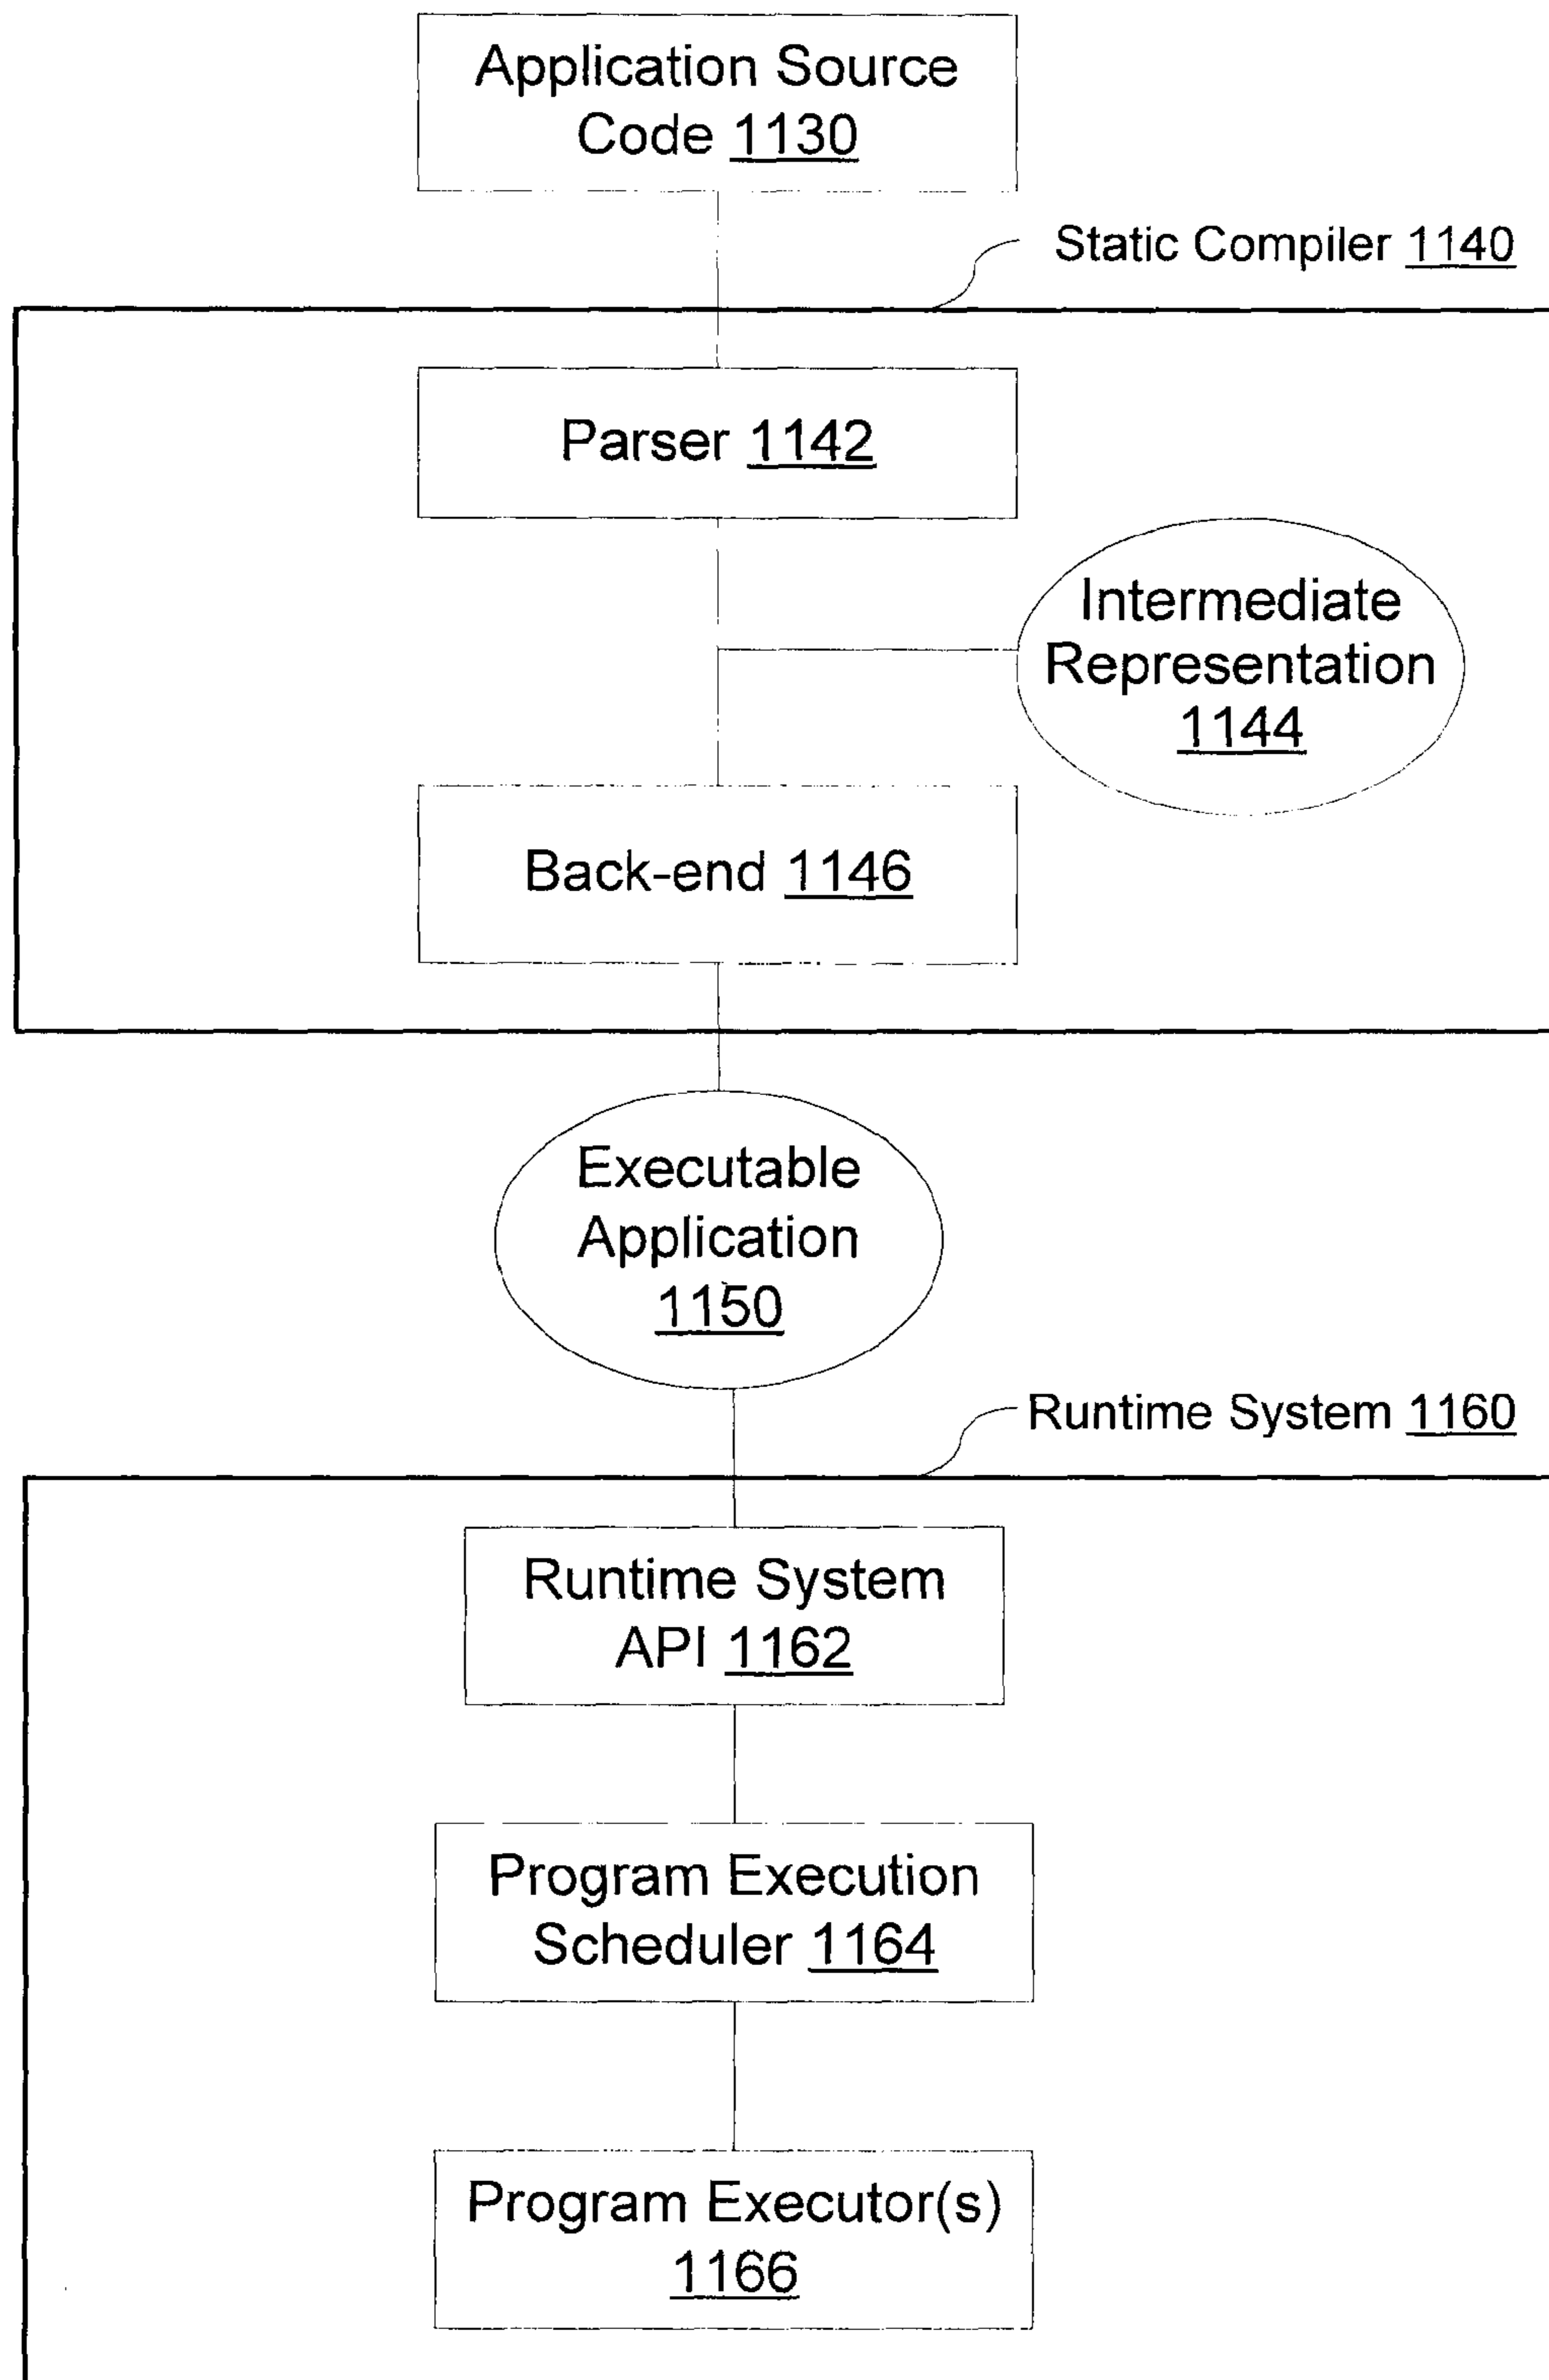 Application Source
Code 1130
Static Compiler 1140
Parser 1142
Intermediate
Representation
1144
Back-end 1146
Executable
Application
1150
Runtime System 1160
Runtime System
API 1162
Program Execution
Scheduler 1164
Program Executor(s)
1166